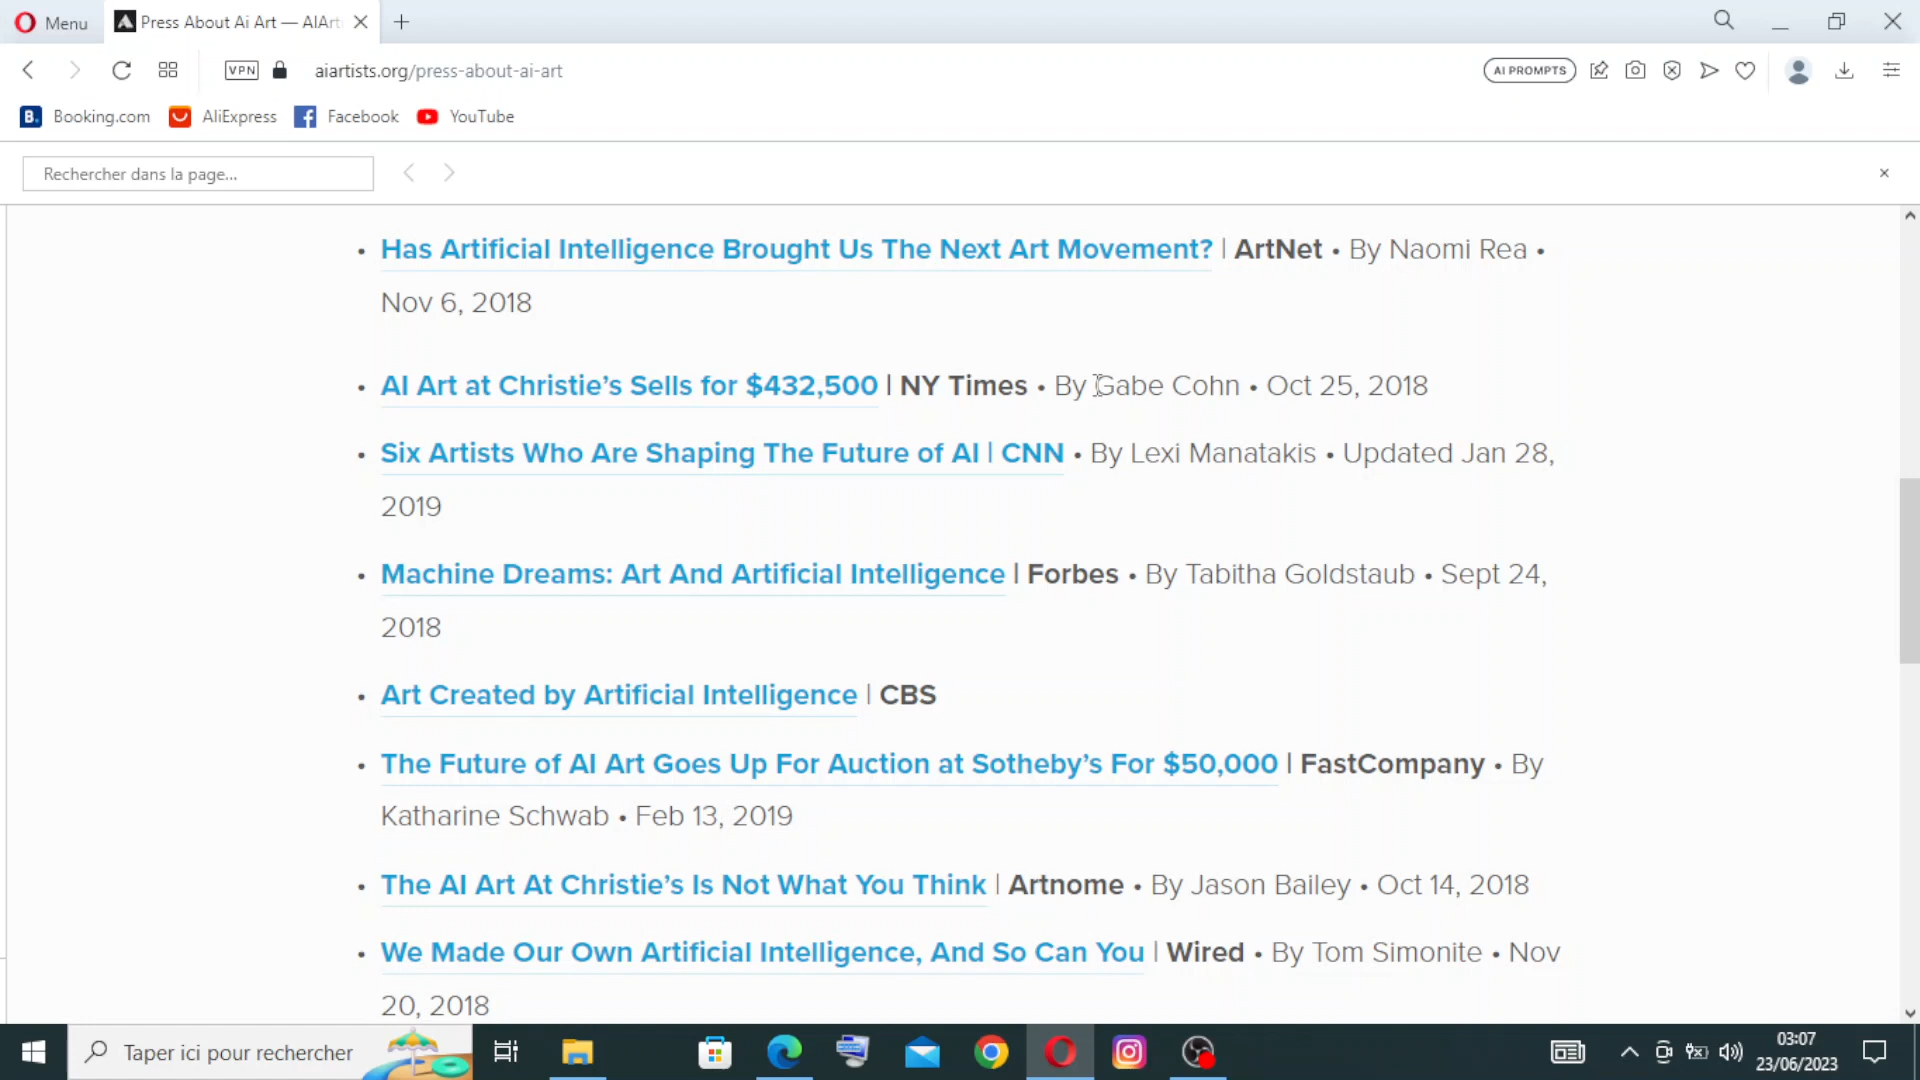 Menu
Press About Ai Art — AIArt
VPN
aiartists.org/press-about-ai-art
AI PROMPTS
B. Booking.com
AliExpress
Facebook
YouTube
Rechercher dans la page...
• Has Artificial Intelligence Brought Us The Next Art Movement? | ArtNet • By Naomi Rea •
Nov 6, 2018
• AI Art at Christie’s Sells for $432,500 | NY Times • By Gabe Cohn • Oct 25, 2018
• Six Artists Who Are Shaping The Future of AI | CNN • By Lexi Manatakis • Updated Jan 28,
2019
• Machine Dreams: Art And Artificial Intelligence | Forbes • By Tabitha Goldstaub • Sept 24,
2018
• Art Created by Artificial Intelligence | CBS
• The Future of AI Art Goes Up For Auction at Sotheby’s For $50,000 | FastCompany • By
Katharine Schwab • Feb 13, 2019
• The AI Art At Christie’s Is Not What You Think | Artnome • By Jason Bailey • Oct 14, 2018
• We Made Our Own Artificial Intelligence, And So Can You | Wired • By Tom Simonite • Nov
20, 2018
Taper ici pour rechercher
03:07
23/06/2023